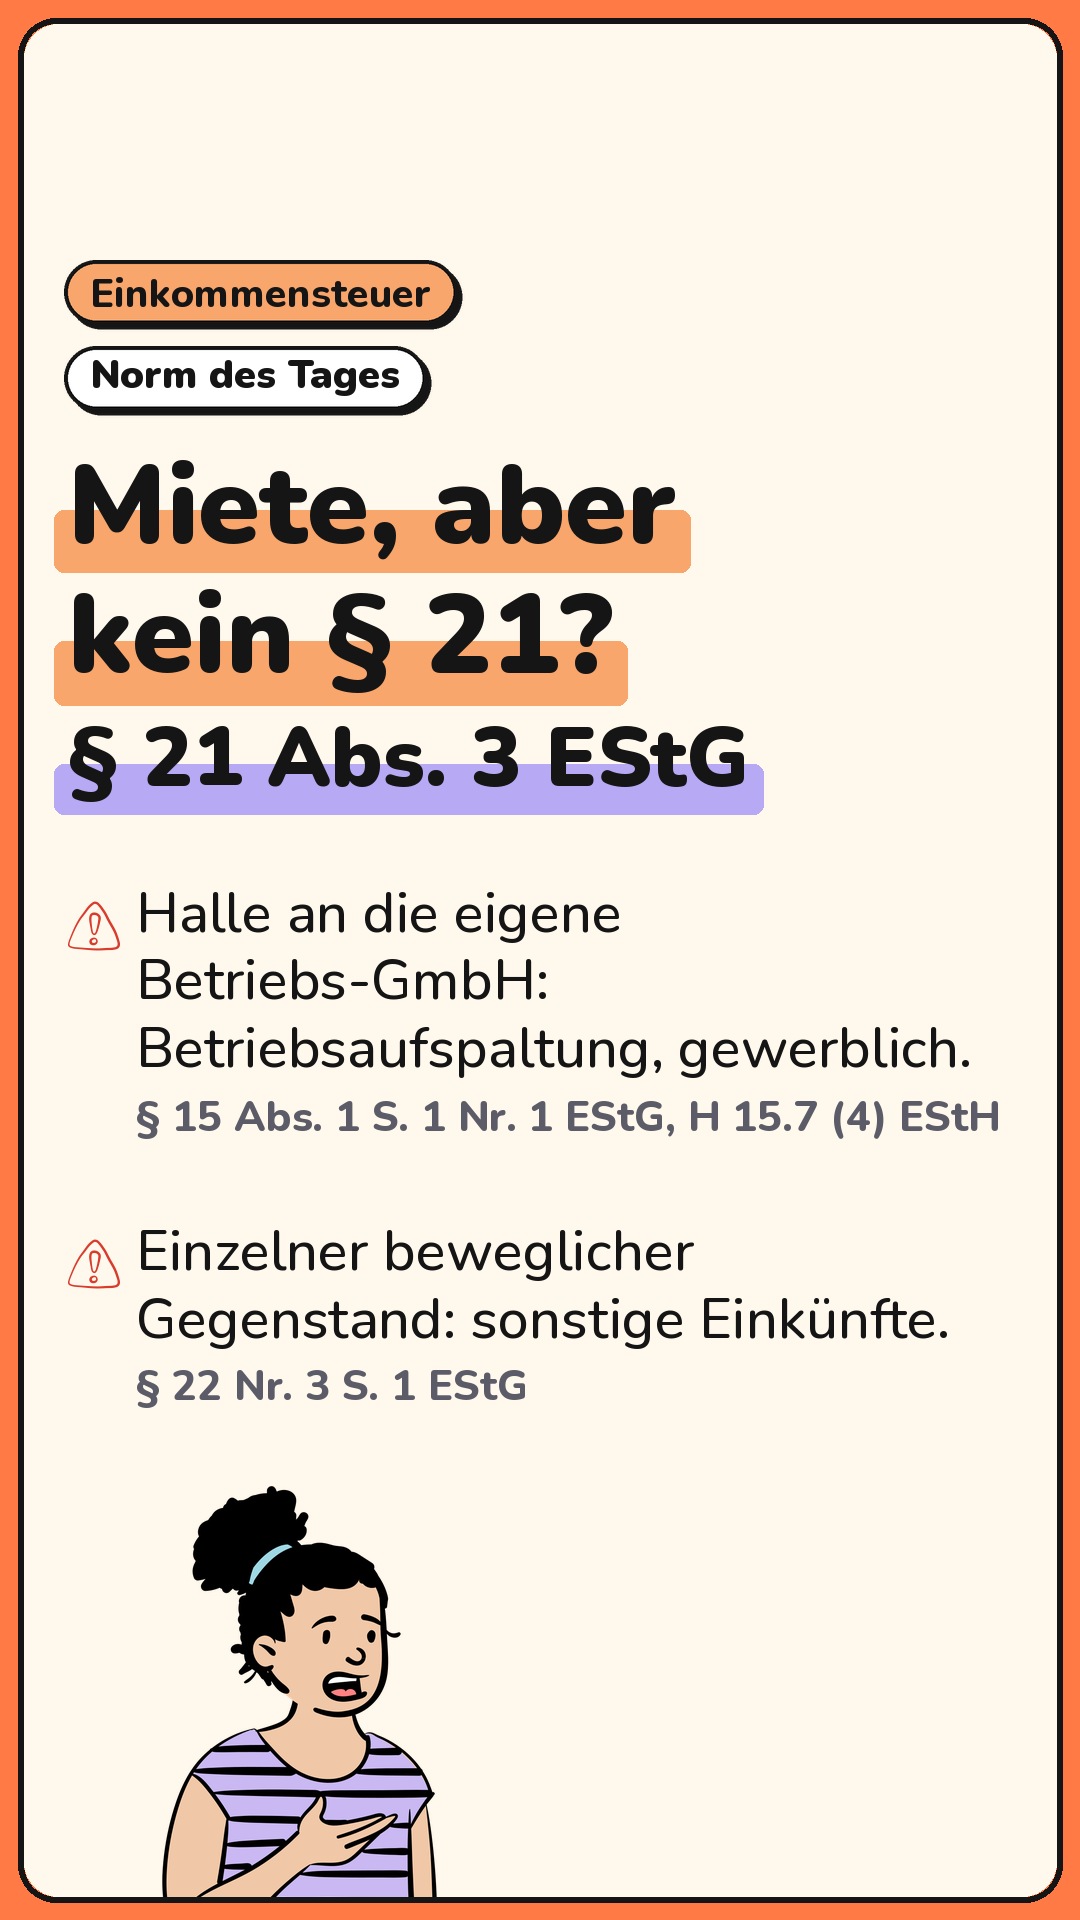 Einkommensteuer
Norm des Tages
Miete, aber
kein § 21?
§ 21 Abs. 3 EStG
Halle an die eigene
Betriebs-GmbH:
Betriebsaufspaltung, gewerblich.
§ 15 Abs. 1 S. 1 Nr. 1 EStG, H 15.7 (4) EStH
Einzelner beweglicher
Gegenstand: sonstige Einkünfte.
§ 22 Nr. 3 S. 1 EStG